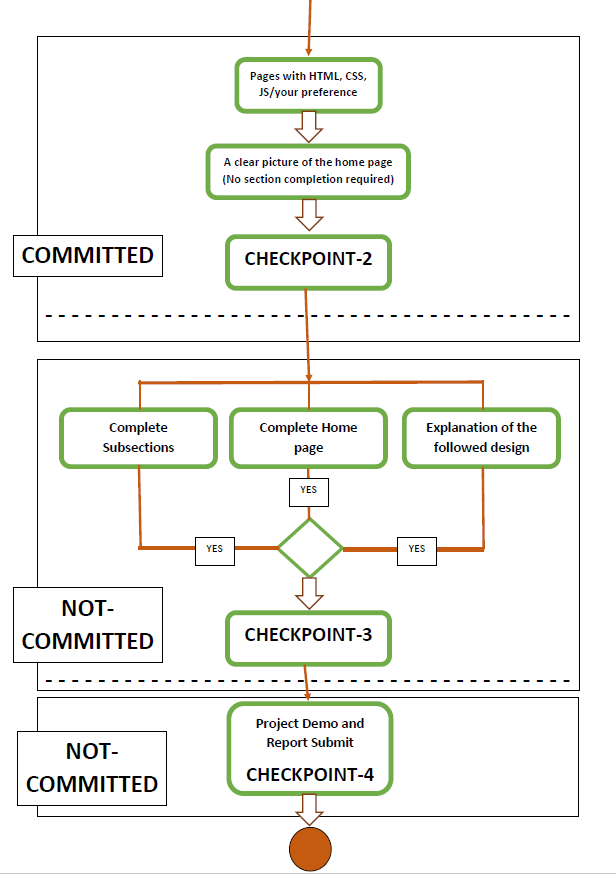 Pages with HTML, CSS,
JS/your preference
A clear picture of the home page
(No section completion required)
COMMITTED
CHECKPOINT-2
Complete
Subsections
Complete Home
page
Explanation of the
followed design
YES
YES
YES
NOT-
COMMITTED
CHECKPOINT-3
Project Demo and
Report Submit
NOT-
COMMITTED
CHECKPOINT-4